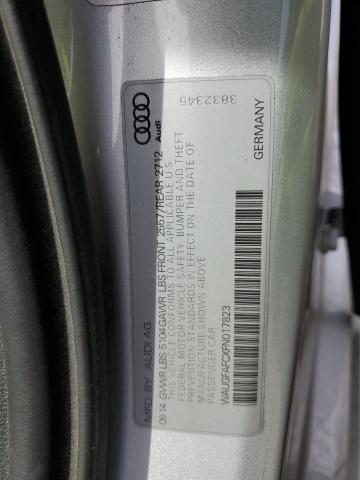 Audi
3832345
MFD BY AUDI AG
09.14 GVWR LBS 5104 GAWR LBS FRONT 2557/REAR 2712
THIS VEHICLE CONFORMS TO ALL APPLICABLE U.S.
FEDERAL MOTOR VEHICLE SAFETY, BUMPER AND THEFT
PREVENTION STANDARDS IN EFFECT ON THE DATE OF
MANUFACTURE SHOWN ABOVE
PASSENGER CAR
WAUGFAFCXFN017823
GERMANY